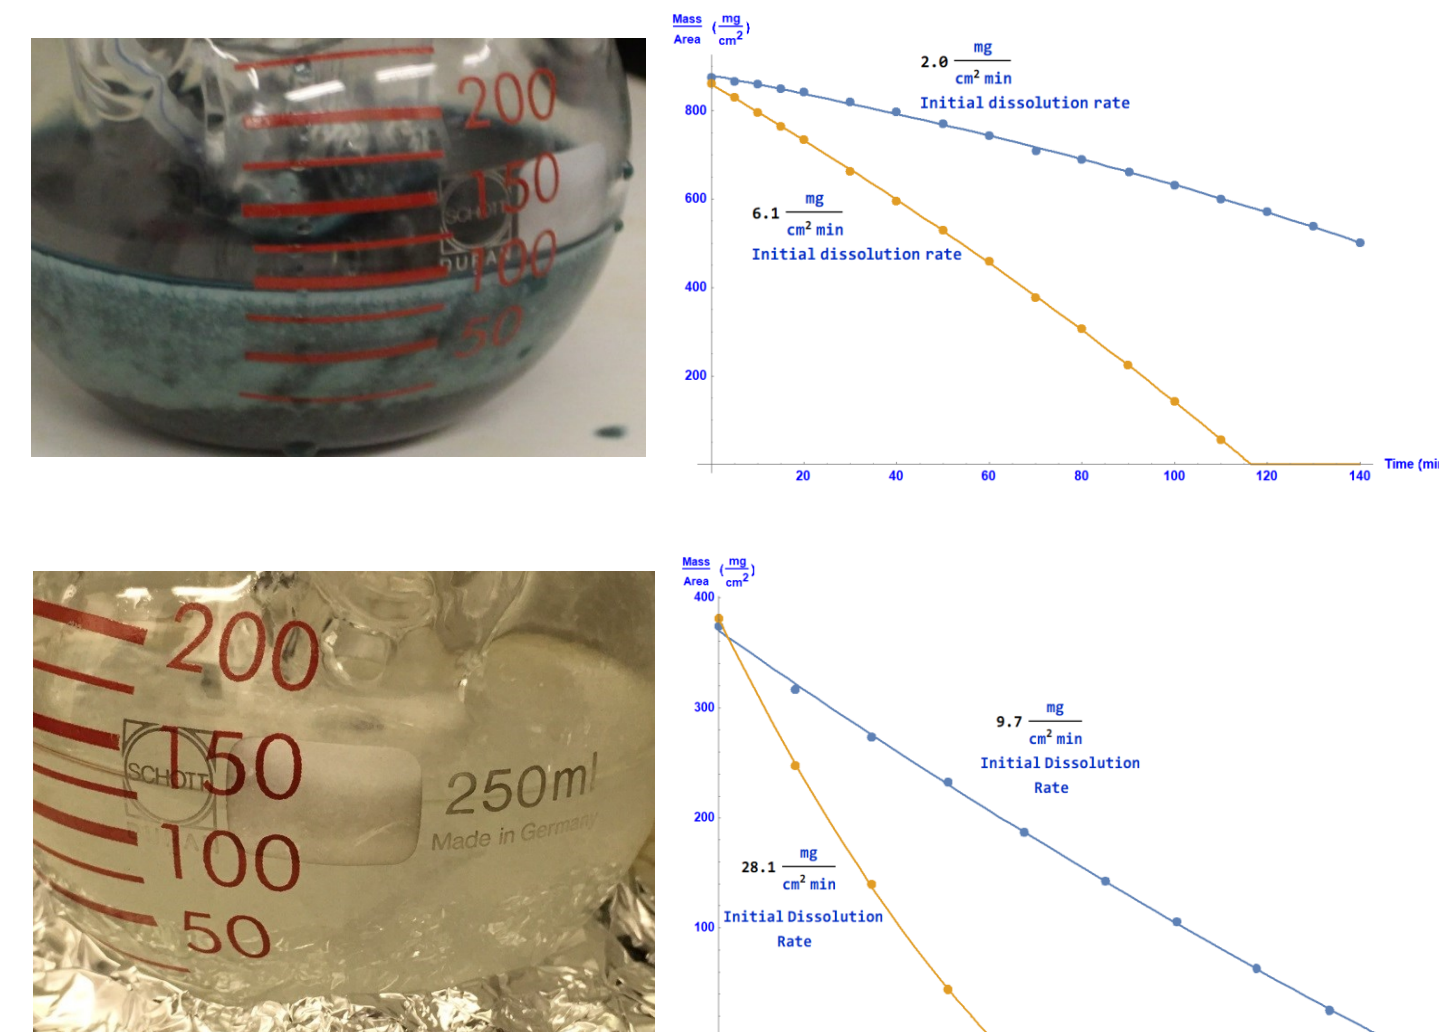 200
150
SCHOTT
DURAN
100
50
Mass
Area
(mg
cm2)
2.0 mg
cm2 min
Initial dissolution rate
6.1 mg
cm2 min
Initial dissolution rate
800
600
400
200
20 40 60 80 100 120 140
Time (mi
200
150
SCHOTT
DURAN
250ml
Made in Germany
100
50
Mass
Area
(mg
cm2)
400
300
200
100
9.7 mg
cm2 min
Initial Dissolution
Rate
28.1 mg
cm2 min
Initial Dissolution
Rate